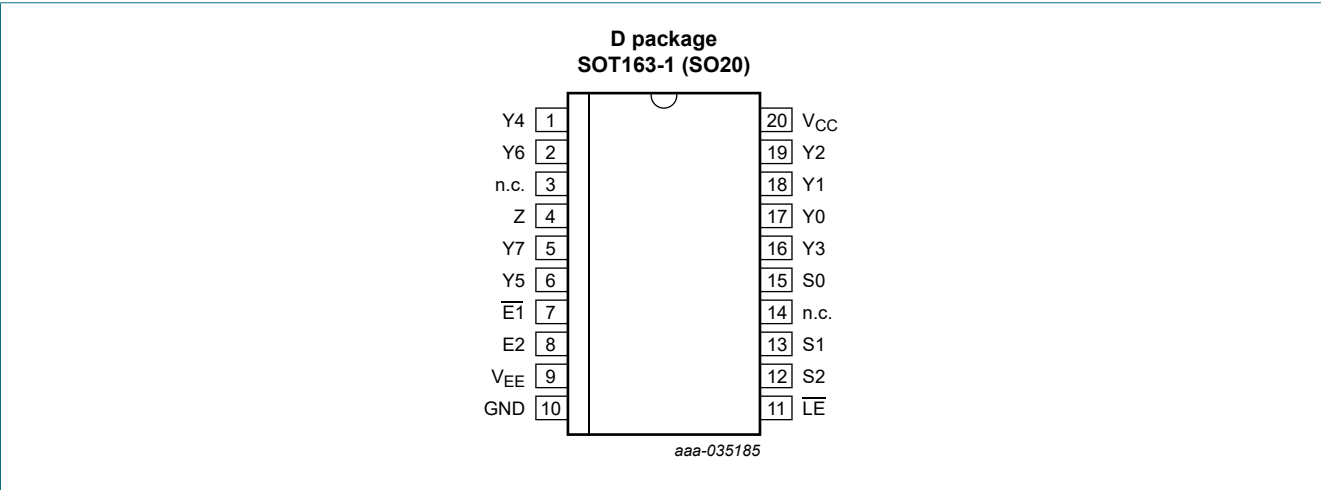 D package
SOT163-1 (SO20)
Y4 1 20 VCC
Y6 2 19 Y2
n.c. 3 18 Y1
Z 4 17 Y0
Y7 5 16 Y3
Y5 6 15 S0
E1 7 14 n.c.
E2 8 13 S1
VEE 9 12 S2
GND 10 11 LE
aaa-035185